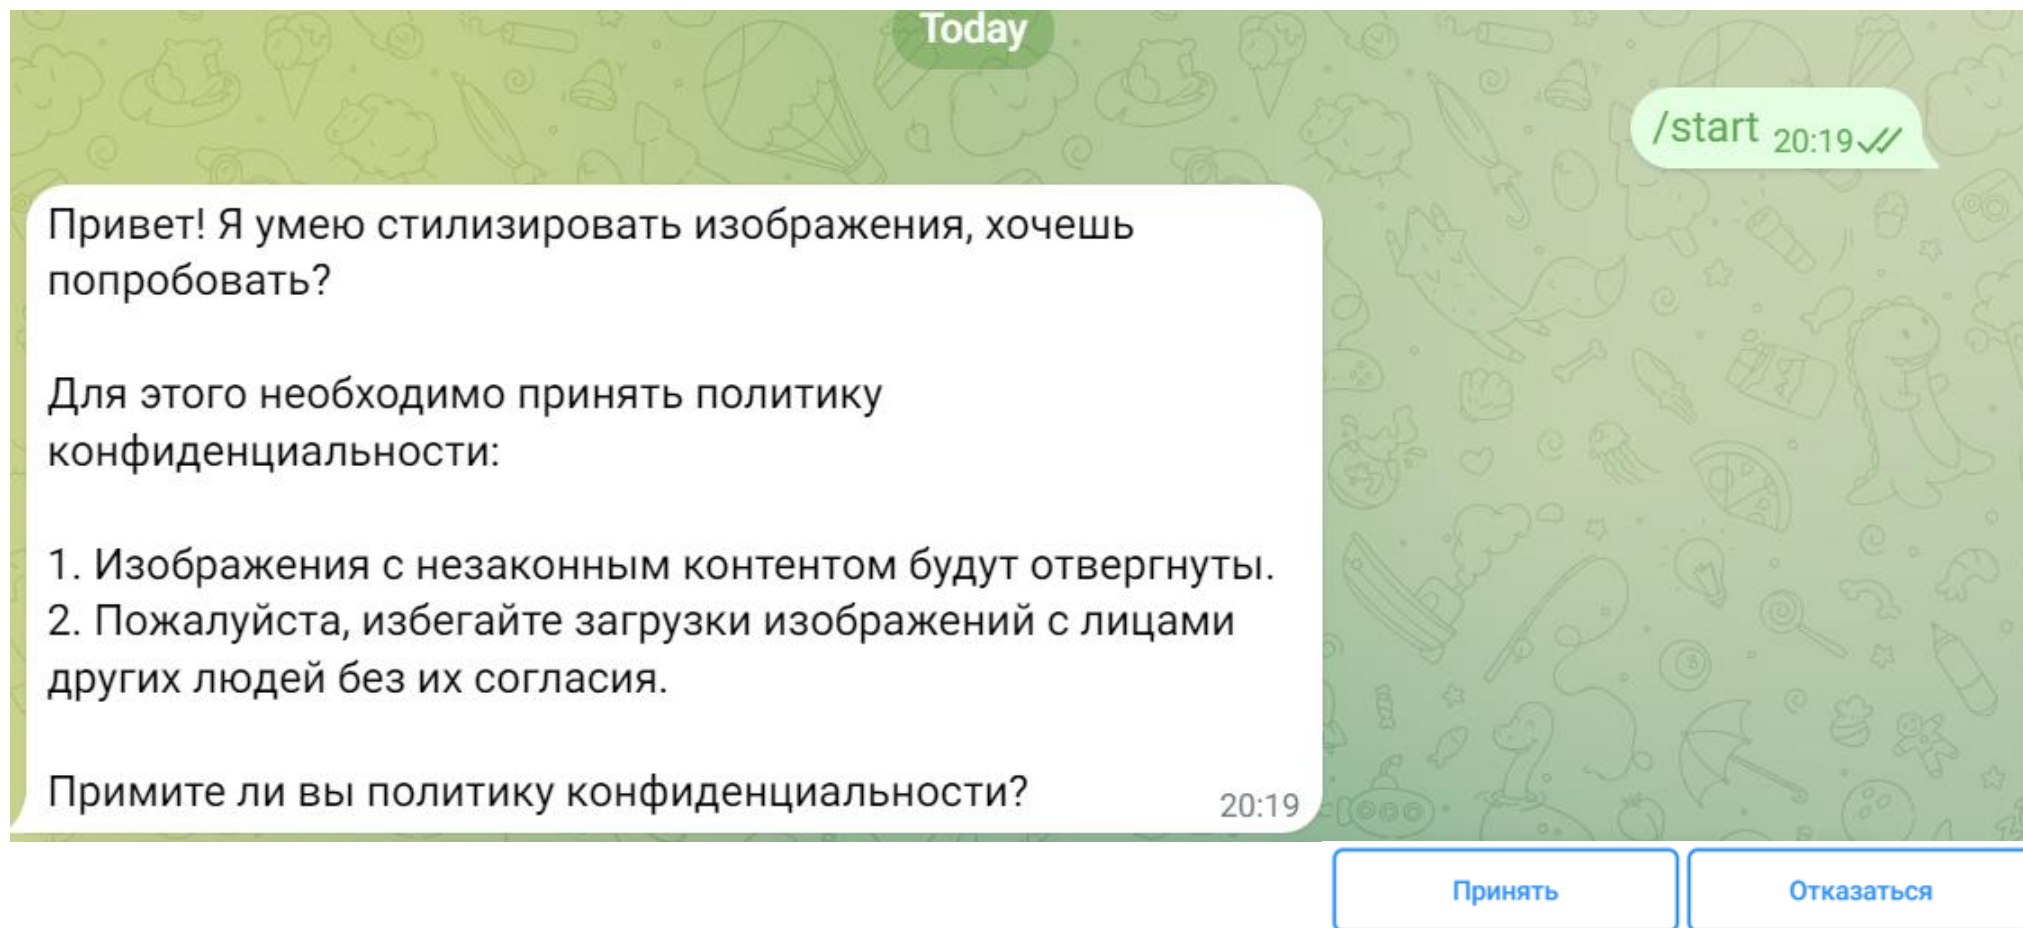 Today
/start 20:19
Привет! Я умею стилизировать изображения, хочешь
попробовать?
Для этого необходимо принять политику
конфиденциальности:
1. Изображения с незаконным контентом будут отвергнуты.
2. Пожалуйста, избегайте загрузки изображений с лицами
других людей без их согласия.
Примите ли вы политику конфиденциальности?
20:19
Принять
Отказаться